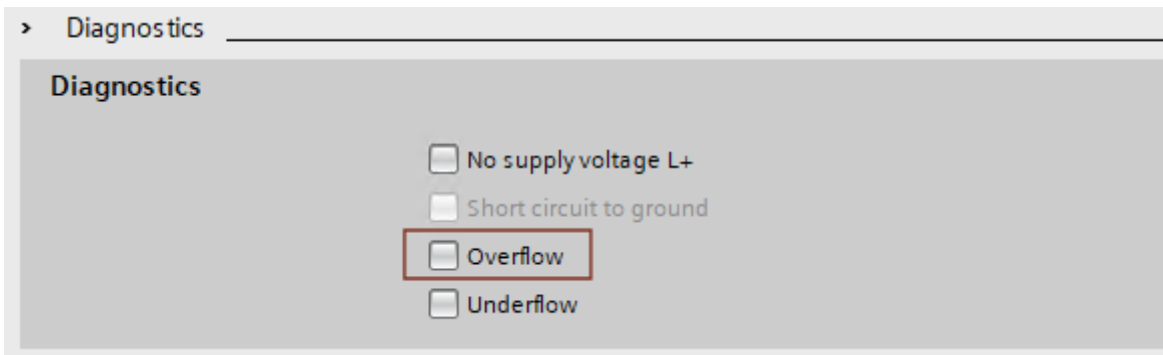 Diagnostics
Diagnostics
No supply voltage L+
Short circuit to ground
Overflow
Underflow